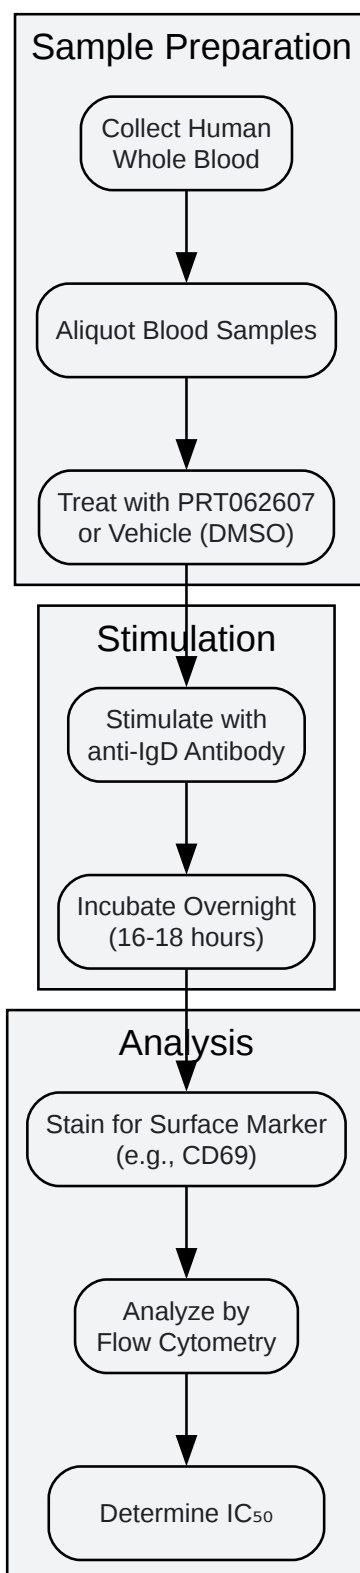 Sample Preparation
Collect Human
Whole Blood
Aliquot Blood Samples
Treat with PRT062607
or Vehicle (DMSO)
Stimulation
Stimulate with
anti-IgD Antibody
Incubate Overnight
(16-18 hours)
Analysis
Stain for Surface Marker
(e.g., CD69)
Analyze by
Flow Cytometry
Determine IC₅₀